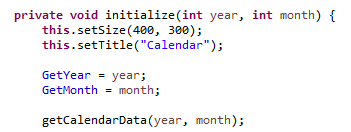 private void initialize(int year, int month) {
this.setSize(400, 300);
this.setTitle("Calendar");
GetYear = year;
GetMonth = month;
getCalendarData(year, month);